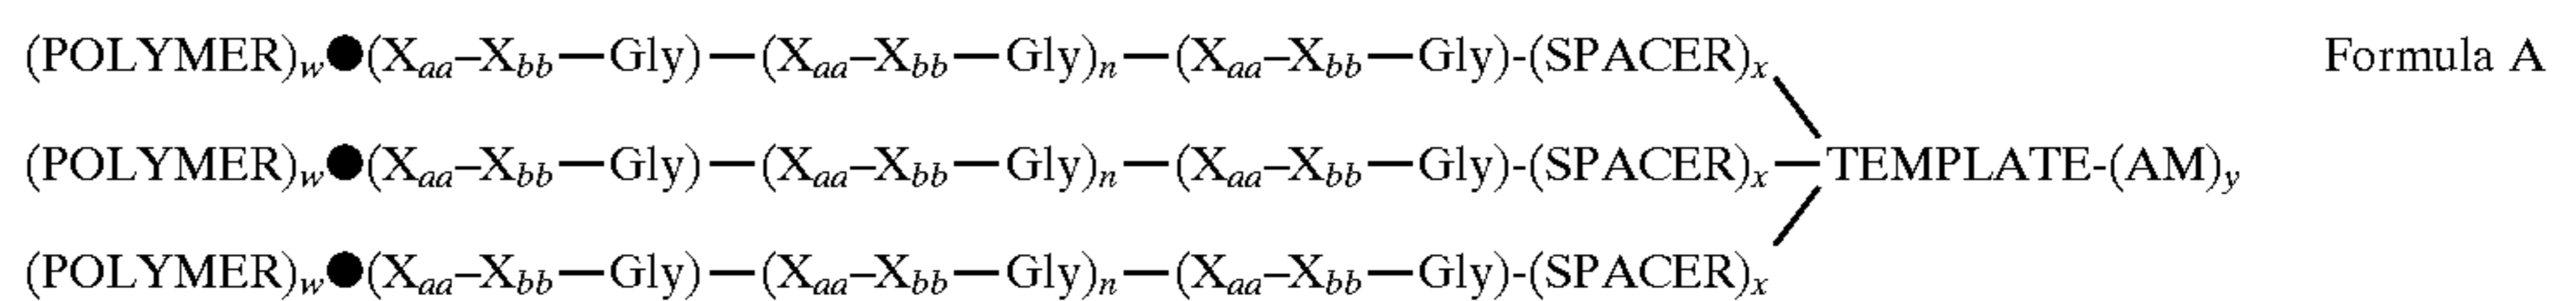 (POLYMER)w●(Xaa–Xbb—Gly)—(Xaa–Xbb—Gly)n—(Xaa–Xbb—Gly)-(SPACER)x Formula A
(POLYMER)w●(Xaa–Xbb—Gly)—(Xaa–Xbb—Gly)n—(Xaa–Xbb—Gly)-(SPACER)x—TEMPLATE-(AM)y
(POLYMER)w●(Xaa–Xbb—Gly)—(Xaa–Xbb—Gly)n—(Xaa–Xbb—Gly)-(SPACER)x